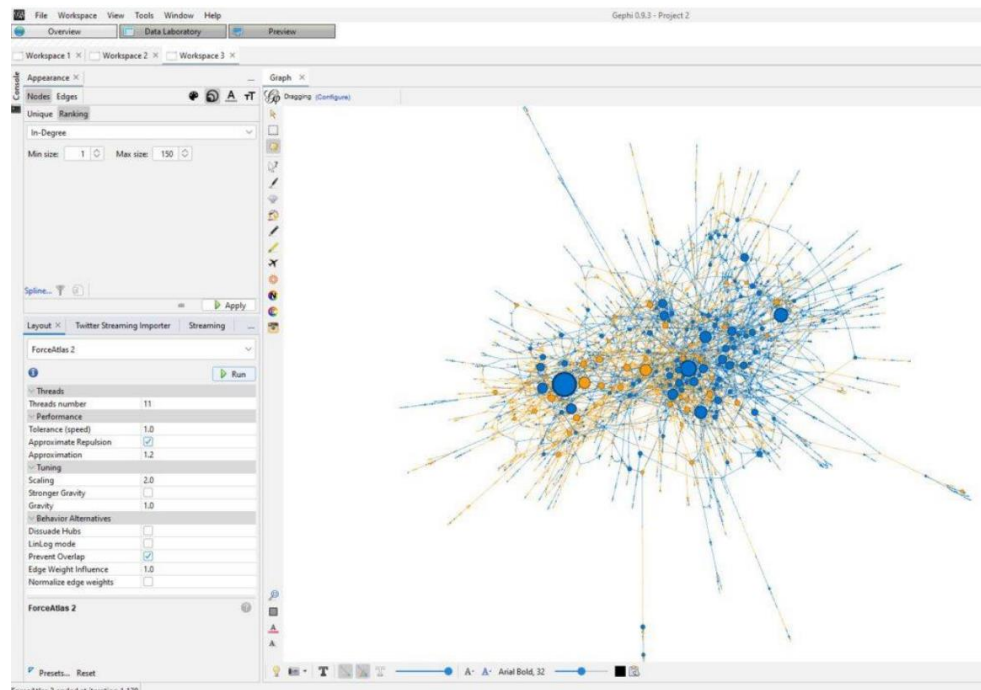 File Workspace View Tools Window Help
Gephi 0.9.3 - Project 2
Overview Data Laboratory Preview
Workspace 1 × Workspace 2 × Workspace 3 ×
Console
Appearance ×
Nodes Edges
Unique Ranking
In-Degree
Min size: 1 Max size: 150
Spline...
Apply
Layout × Twitter Streaming Importer Streaming
ForceAtlas 2
Run
Threads
Threads number 11
Performance
Tolerance (speed) 1.0
Approximate Repulsion
Approximation 1.2
Tuning
Scaling 2.0
Stronger Gravity
Gravity 1.0
Behavior Alternatives
Dissuade Hubs
LinLog mode
Prevent Overlap
Edge Weight Influence 1.0
Normalize edge weights
ForceAtlas 2
Presets... Reset
Graph ×
Dragging (Configure)
T A- A- Arial Bold, 32